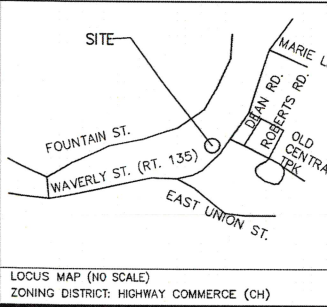 SITE
MARIE L
DEAN RD.
ROBERTS RD.
OLD
CENTRA
TPK
FOUNTAIN ST.
WAVERLY ST. (RT. 135)
EAST UNION ST.
LOCUS MAP (NO SCALE)
ZONING DISTRICT: HIGHWAY COMMERCE (CH)